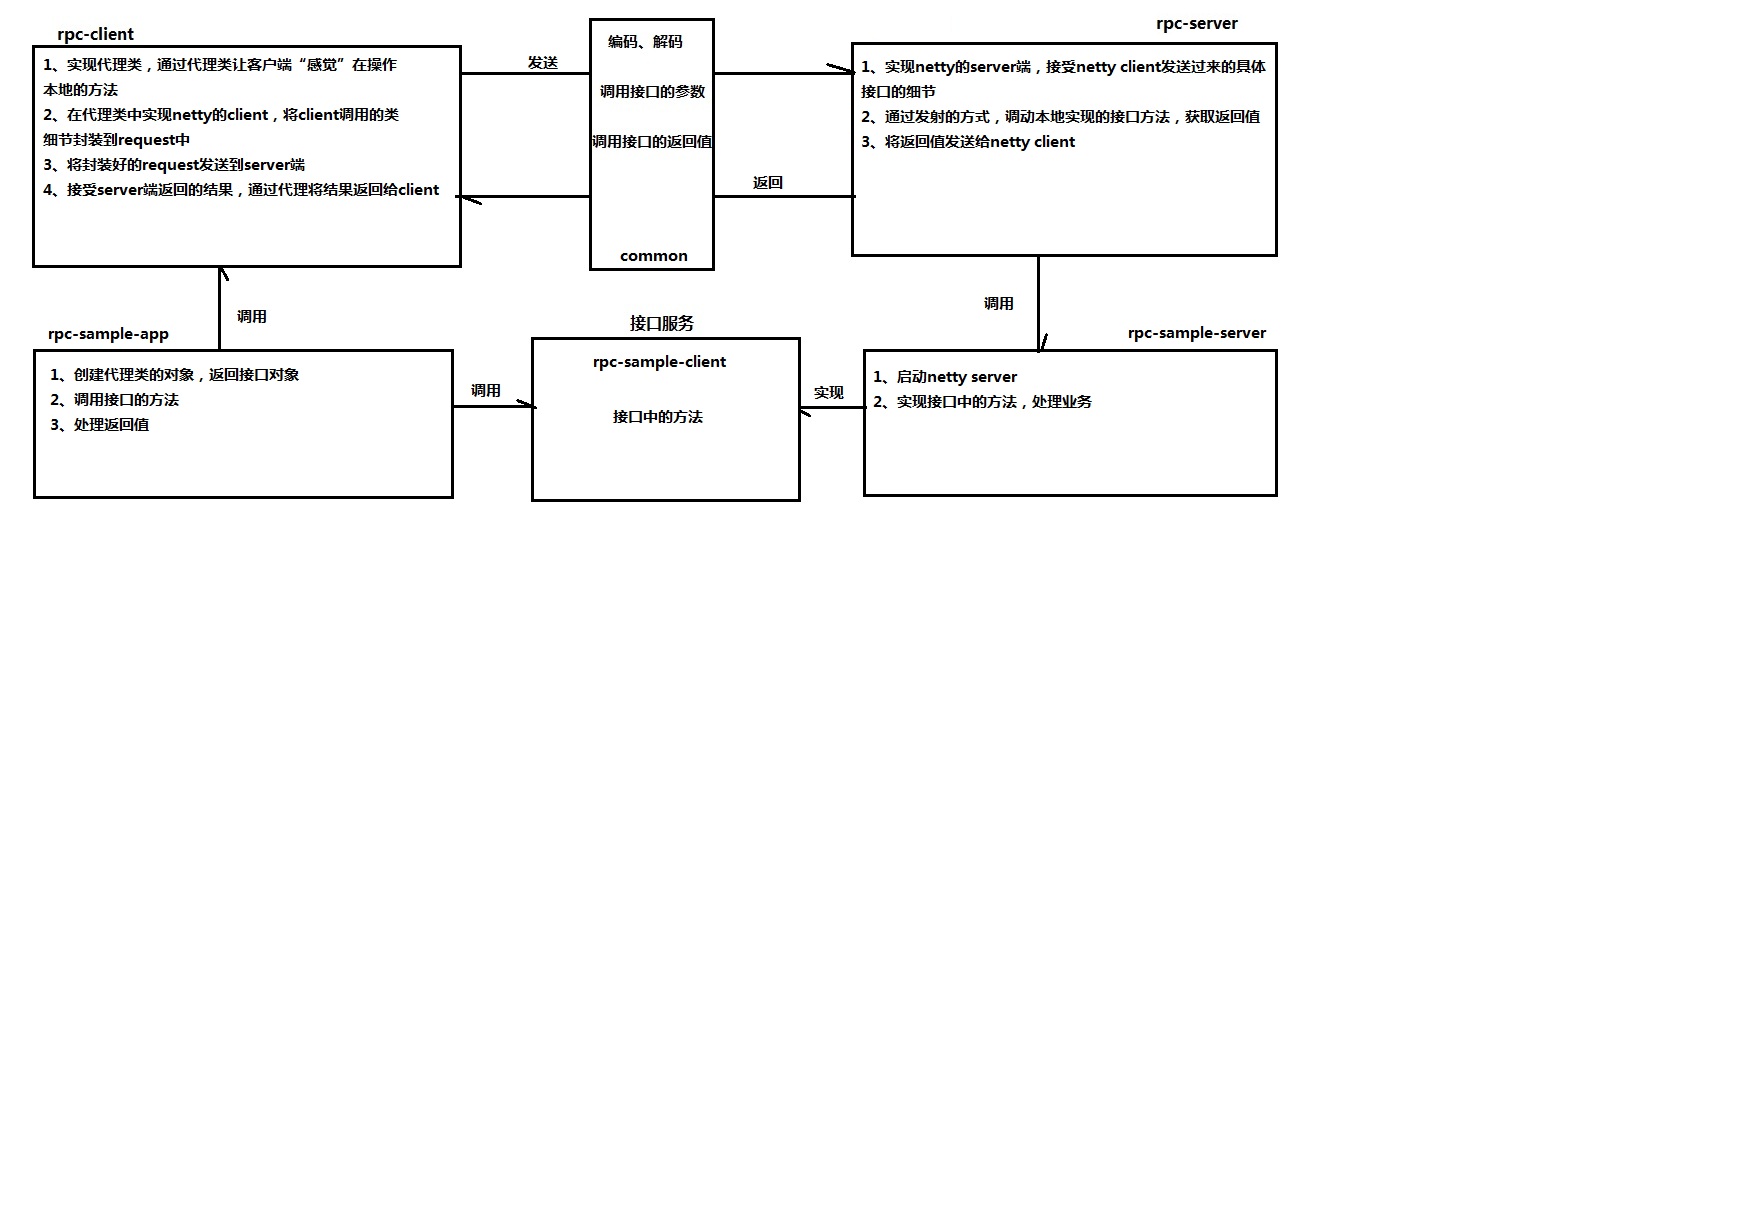 rpc-client
1、实现代理类，通过代理类让客户端“感觉”在操作
本地的方法
2、在代理类中实现netty的client，将client调用的类
细节封装到request中
3、将封装好的request发送到server端
4、接受server端返回的结果，通过代理将结果返回给client
发送
编码、解码
调用接口的参数
调用接口的返回值
common
返回
rpc-server
1、实现netty的server端，接受netty client发送过来的具体
接口的细节
2、通过发射的方式，调动本地实现的接口方法，获取返回值
3、将返回值发送给netty client
调用
调用
rpc-sample-app
1、创建代理类的对象，返回接口对象
2、调用接口的方法
3、处理返回值
调用
接口服务
rpc-sample-client
接口中的方法
实现
rpc-sample-server
1、启动netty server
2、实现接口中的方法，处理业务